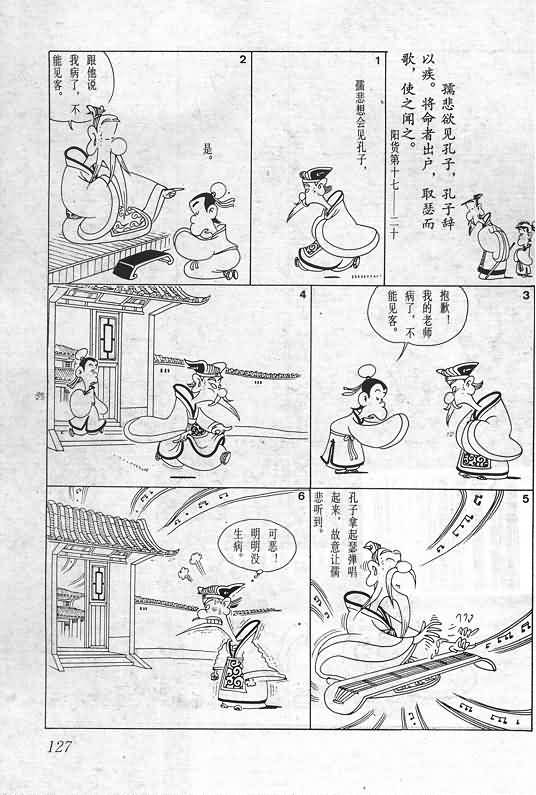 孺悲欲见孔子，孔子辞
以疾。将命者出户，取瑟而
歌，使之闻之。
阳货第十七——二十
1
孺悲想会见孔子，
2
跟他说
我病了，不
能见客。
是。
3
抱歉！
我的老师
病了，不
能见客。
4
5
孔子拿起瑟弹唱
起来，故意让儒
悲听到。
6
可恶！
明明没
生病。
127